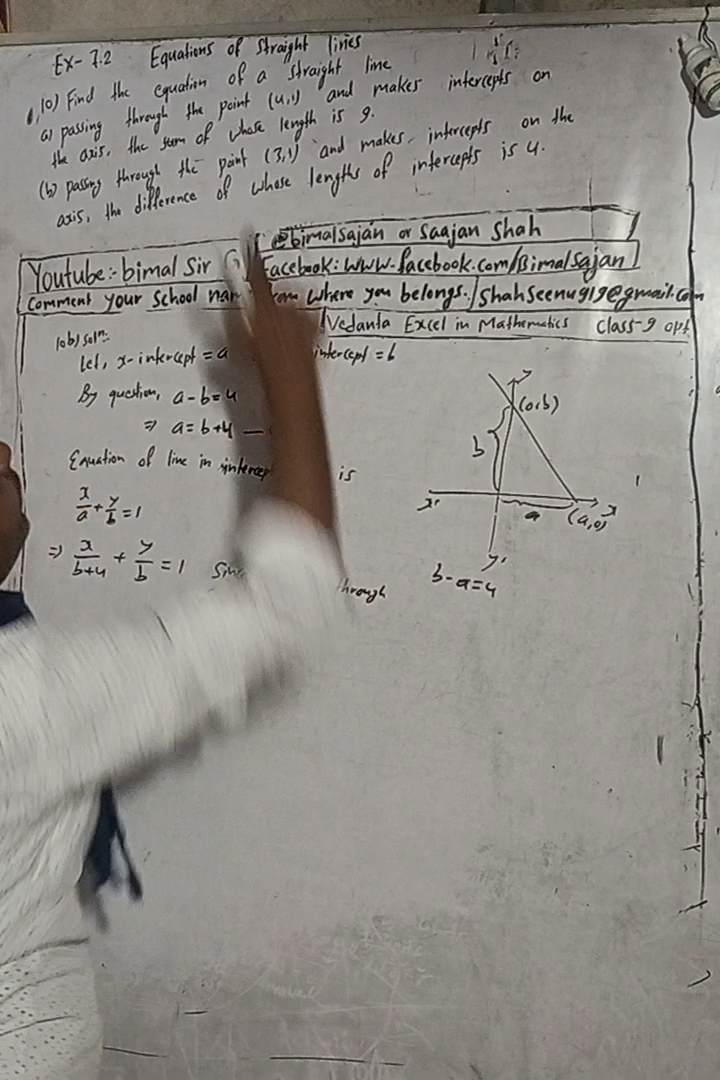 Ex- 7.2 Equations of Straight lines
10) Find the equation of a straight line
a) passing through the point (4,1) and makes intercepts on
the axis, the sum of whose length is 9.
(b) passing through the point (3,1) and makes intercepts on the
axis, the difference of whose lengths of intercepts is 4.
@bimalsajan or Saajan Shah
Youtube:- bimal Sir Facebook: www.facebook.com/Bimalsajan
Comment your School where you belongs./Shahseenu919@gmail.com
Vedanta Excel in Mathematics Class-9 opt
10b) soln:
Let, x-intercept = a intercept = b
By question, a-b=4
⇒ a=b+4 —
Equation of line in is
x/a + y/b = 1
⇒ x/(b+4) + y/b = 1 through
(0,b)
b
x' a (a,0) x
y'
b-a=4